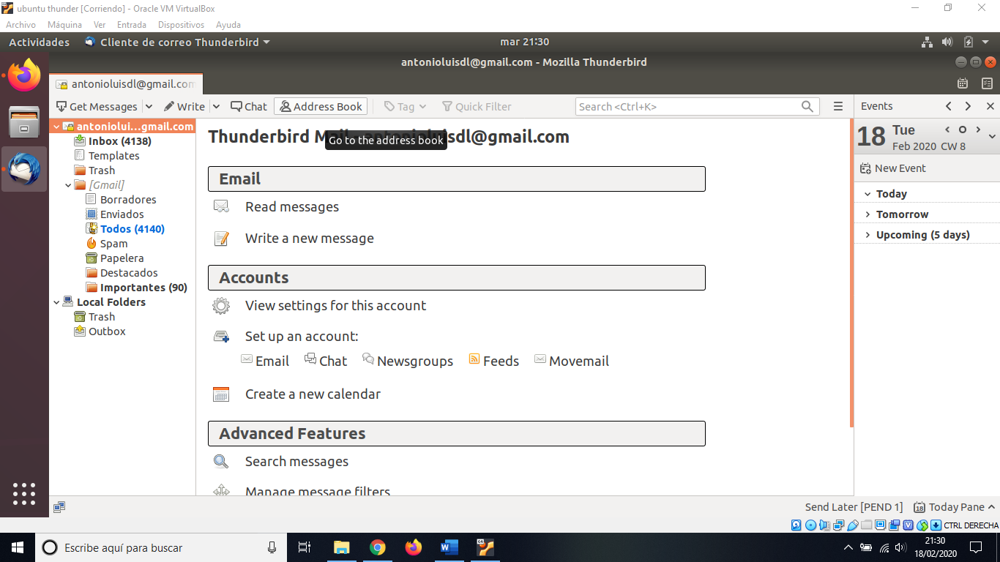 ubuntu thunder [Corriendo] - Oracle VM VirtualBox
Archivo Máquina Ver Entrada Dispositivos Ayuda
Actividades Cliente de correo Thunderbird mar 21:30
antonioluisdl@gmail.com - Mozilla Thunderbird
antonioluisdl@gmail.com
Get Messages Write Chat Address Book Tag Quick Filter Search <Ctrl+K> Events
antoniolui...gmail.com
Inbox (4138)
Templates
Trash
[Gmail]
Borradores
Enviados
Todos (4140)
Spam
Papelera
Destacados
Importantes (90)
Local Folders
Trash
Outbox
Thunderbird Mail - antonioluisdl@gmail.com
Go to the address book
Email
Read messages
Write a new message
Accounts
View settings for this account
Set up an account:
Email Chat Newsgroups Feeds Movemail
Create a new calendar
Advanced Features
Search messages
Manage message filters
18 Tue
Feb 2020 CW 8
New Event
Today
Tomorrow
Upcoming (5 days)
Send Later [PEND 1] 18 Today Pane
CTRL DERECHA
Escribe aquí para buscar
21:30
18/02/2020